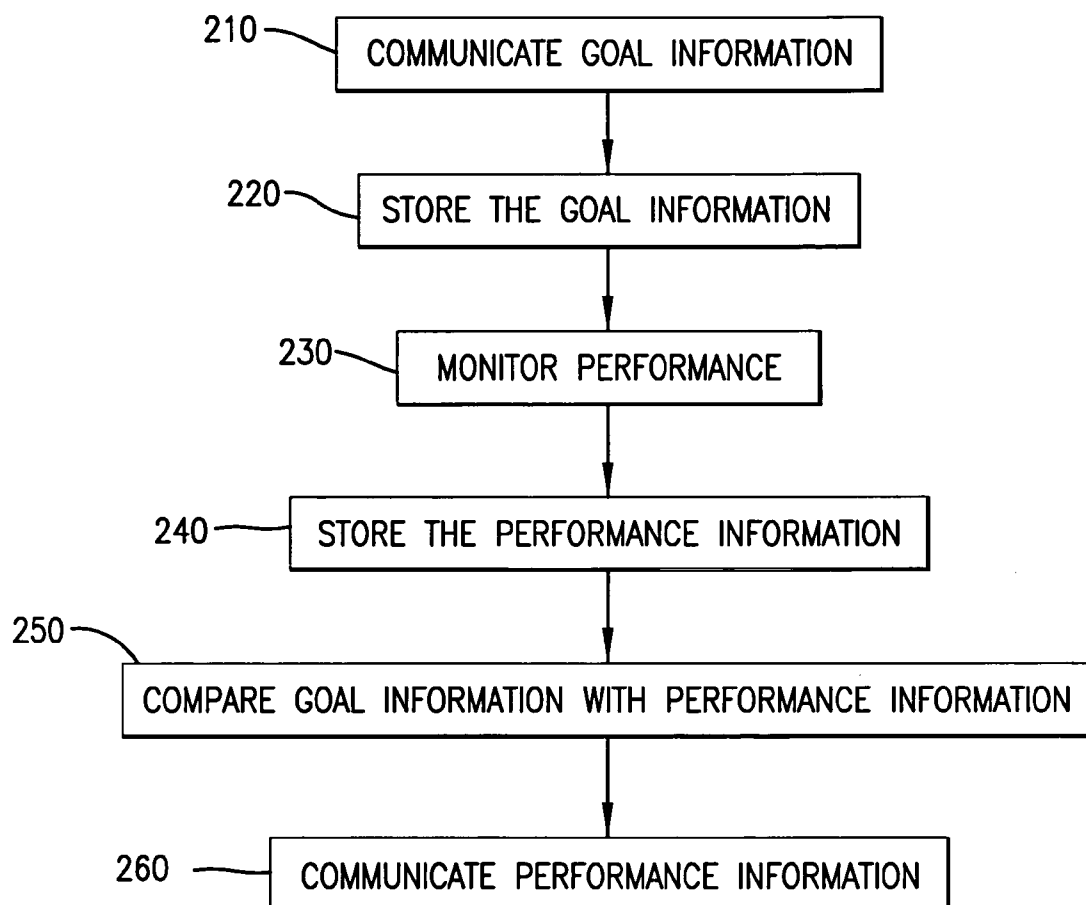 210
COMMUNICATE GOAL INFORMATION
220
STORE THE GOAL INFORMATION
230
MONITOR PERFORMANCE
240
STORE THE PERFORMANCE INFORMATION
250
COMPARE GOAL INFORMATION WITH PERFORMANCE INFORMATION
260
COMMUNICATE PERFORMANCE INFORMATION